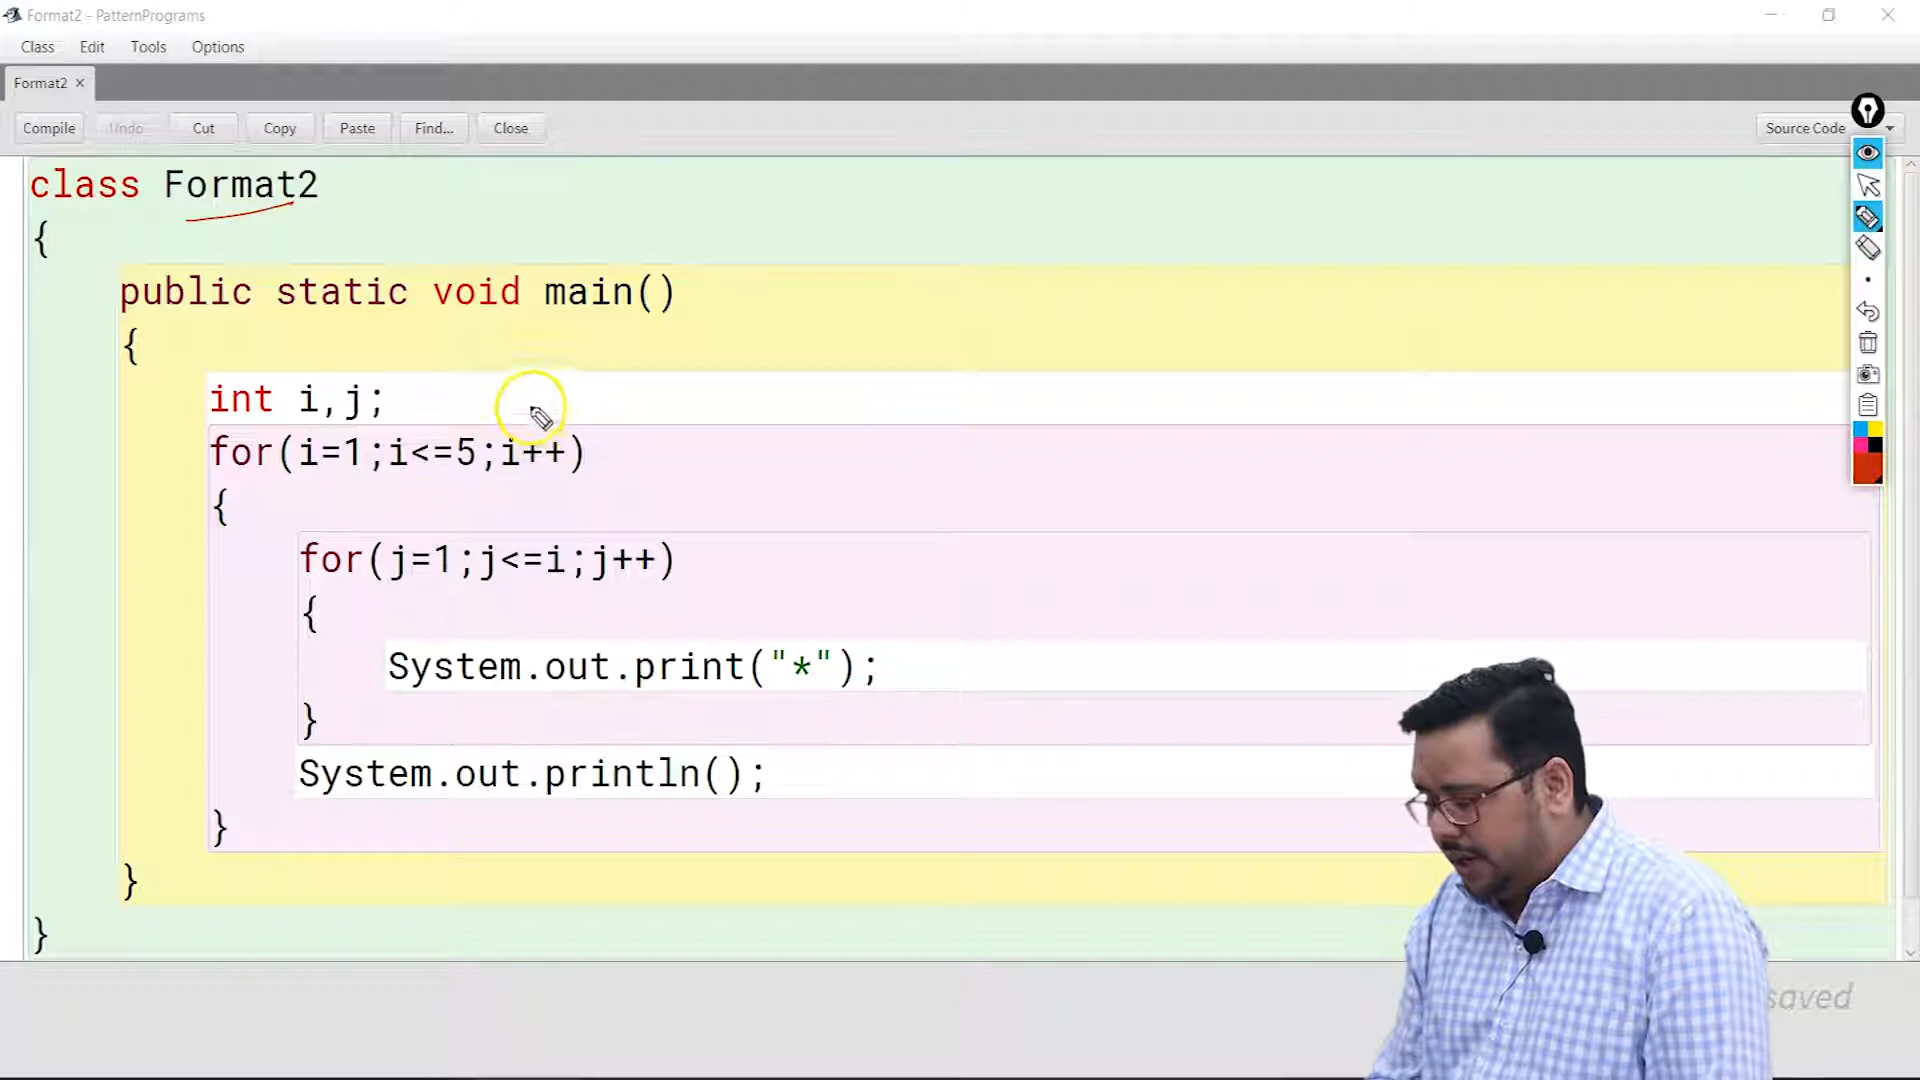 Format2 - PatternPrograms
Class Edit Tools Options
Format2 ×
Compile Undo Cut Copy Paste Find... Close Source Code
class Format2
{
public static void main()
{
int i,j;
for(i=1;i<=5;i++)
{
for(j=1;j<=i;j++)
{
System.out.print("*");
}
System.out.println();
}
}
}
saved